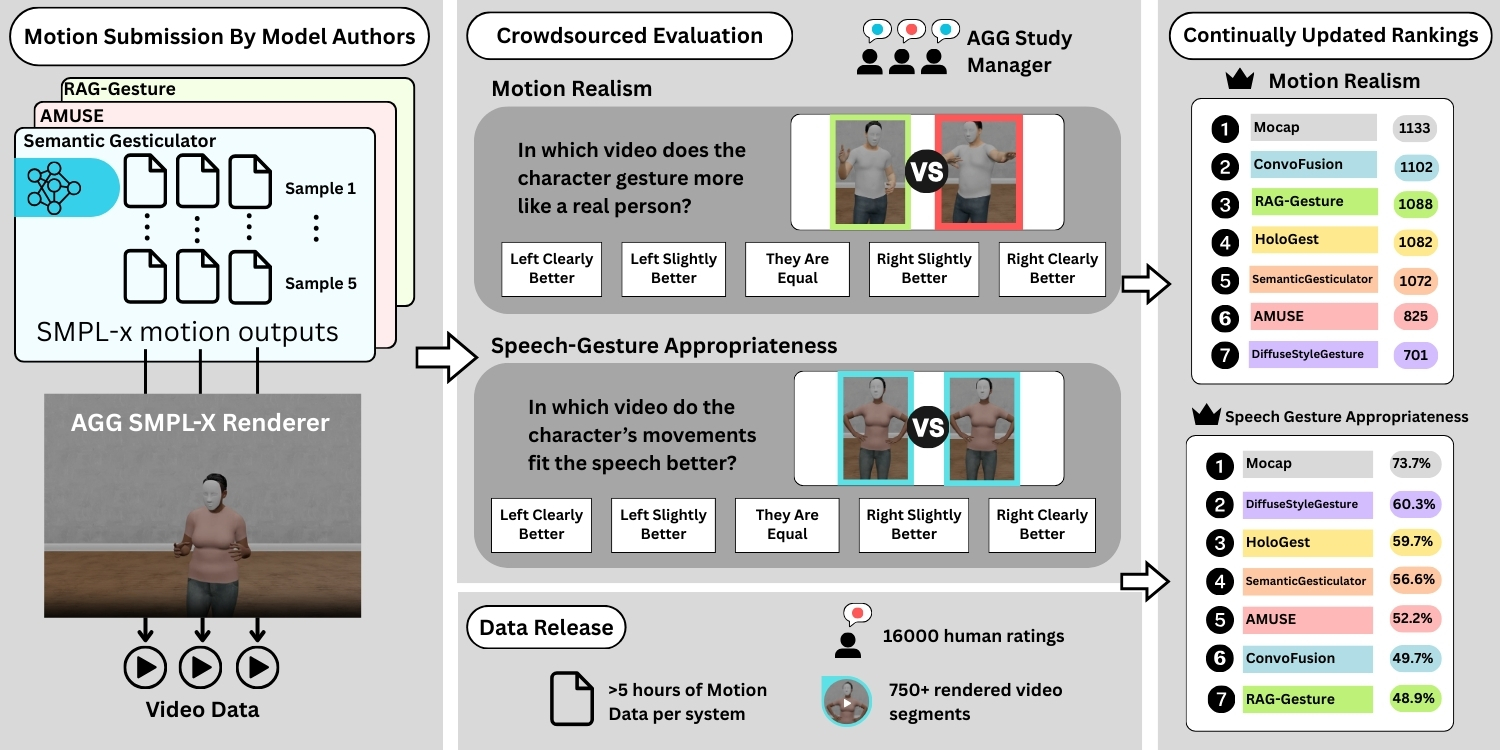 Motion Submission By Model Authors
RAG-Gesture
AMUSE
Semantic Gesticulator
Sample 1
Sample 5
SMPL-x motion outputs
AGG SMPL-X Renderer
Video Data
Crowdsourced Evaluation
AGG Study
Manager
Motion Realism
In which video does the
character gesture more
like a real person?
VS
Left Clearly
Better
Left Slightly
Better
They Are
Equal
Right Slightly
Better
Right Clearly
Better
Speech-Gesture Appropriateness
In which video do the
character's movements
fit the speech better?
VS
Left Clearly
Better
Left Slightly
Better
They Are
Equal
Right Slightly
Better
Right Clearly
Better
Data Release
16000 human ratings
>5 hours of Motion
Data per system
750+ rendered video
segments
Continually Updated Rankings
Motion Realism
1 Mocap 1133
2 ConvoFusion 1102
3 RAG-Gesture 1088
4 HoloGest 1082
5 SemanticGesticulator 1072
6 AMUSE 825
7 DiffuseStyleGesture 701
Speech Gesture Appropriateness
1 Mocap 73.7%
2 DiffuseStyleGesture 60.3%
3 HoloGest 59.7%
4 SemanticGesticulator 56.6%
5 AMUSE 52.2%
6 ConvoFusion 49.7%
7 RAG-Gesture 48.9%